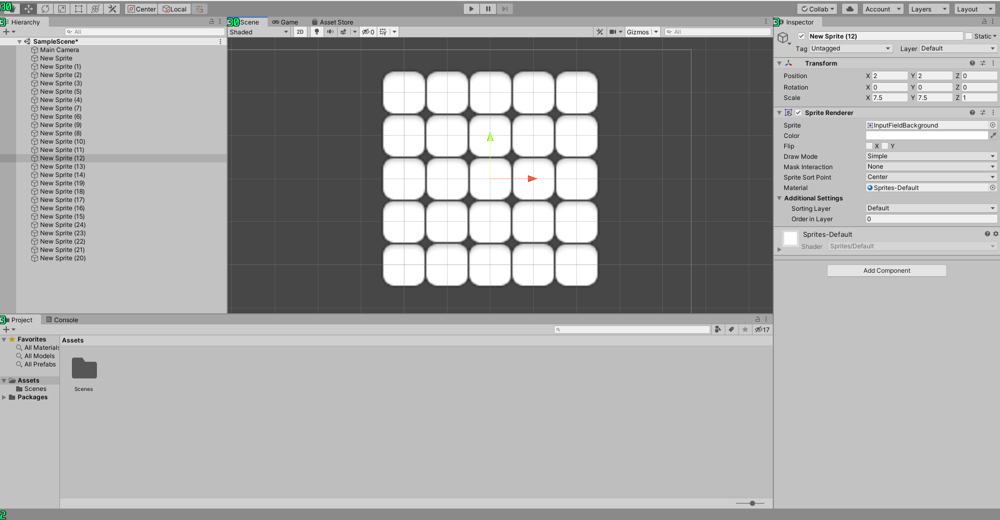 30
Center
Local
Collab
Account
Layers
Layout
3
Hierarchy
All
SampleScene*
Main Camera
New Sprite
New Sprite (1)
New Sprite (2)
New Sprite (3)
New Sprite (5)
New Sprite (4)
New Sprite (7)
New Sprite (6)
New Sprite (9)
New Sprite (8)
New Sprite (10)
New Sprite (11)
New Sprite (12)
New Sprite (13)
New Sprite (14)
New Sprite (19)
New Sprite (18)
New Sprite (17)
New Sprite (16)
New Sprite (15)
New Sprite (24)
New Sprite (23)
New Sprite (22)
New Sprite (21)
New Sprite (20)
30
Scene
Game
Asset Store
Shaded
2D
0
Gizmos
All
3
Inspector
New Sprite (12)
Static
Tag Untagged
Layer Default
Transform
Position X 2 Y 2 Z 0
Rotation X 0 Y 0 Z 0
Scale X 7.5 Y 7.5 Z 1
Sprite Renderer
Sprite InputFieldBackground
Color
Flip X Y
Draw Mode Simple
Mask Interaction None
Sprite Sort Point Center
Material Sprites-Default
Additional Settings
Sorting Layer Default
Order in Layer 0
Sprites-Default
Shader Sprites/Default
Add Component
3
Project
Console
17
Favorites
All Materials
All Models
All Prefabs
Assets
Scenes
Packages
Assets
Scenes
2